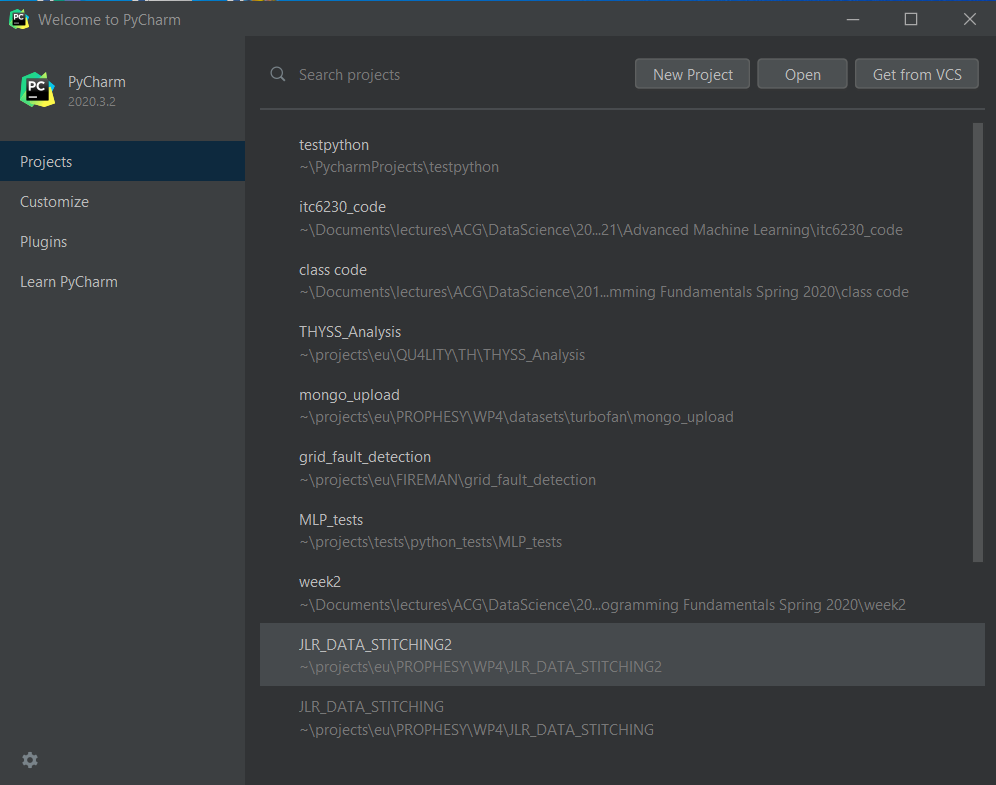 Welcome to PyCharm
PyCharm
2020.3.2
Projects
Customize
Plugins
Learn PyCharm
Search projects
New Project
Open
Get from VCS
testpython
~\PycharmProjects\testpython
itc6230_code
~\Documents\lectures\ACG\DataScience\20...21\Advanced Machine Learning\itc6230_code
class code
~\Documents\lectures\ACG\DataScience\201...mming Fundamentals Spring 2020\class code
THYSS_Analysis
~\projects\eu\QU4LITY\TH\THYSS_Analysis
mongo_upload
~\projects\eu\PROPHESY\WP4\datasets\turbofan\mongo_upload
grid_fault_detection
~\projects\eu\FIREMAN\grid_fault_detection
MLP_tests
~\projects\tests\python_tests\MLP_tests
week2
~\Documents\lectures\ACG\DataScience\20...ogramming Fundamentals Spring 2020\week2
JLR_DATA_STITCHING2
~\projects\eu\PROPHESY\WP4\JLR_DATA_STITCHING2
JLR_DATA_STITCHING
~\projects\eu\PROPHESY\WP4\JLR_DATA_STITCHING